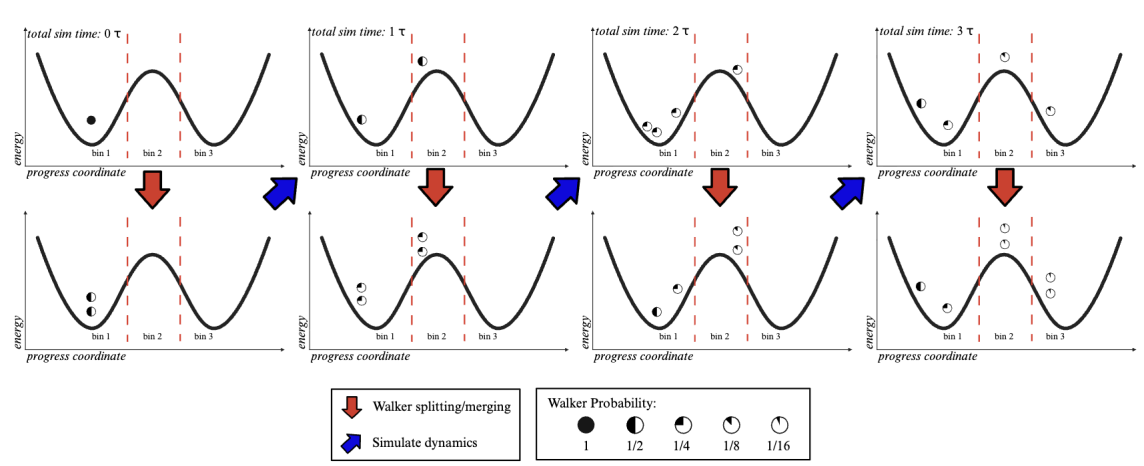 total sim time: 0 τ
energy
bin 1
bin 2
bin 3
progress coordinate
total sim time: 1 τ
energy
bin 1
bin 2
bin 3
progress coordinate
total sim time: 2 τ
energy
bin 1
bin 2
bin 3
progress coordinate
total sim time: 3 τ
energy
bin 1
bin 2
bin 3
progress coordinate
energy
bin 1
bin 2
bin 3
progress coordinate
energy
bin 1
bin 2
bin 3
progress coordinate
energy
bin 1
bin 2
bin 3
progress coordinate
energy
bin 1
bin 2
bin 3
progress coordinate
Walker splitting/merging
Simulate dynamics
Walker Probability:
1 1/2 1/4 1/8 1/16